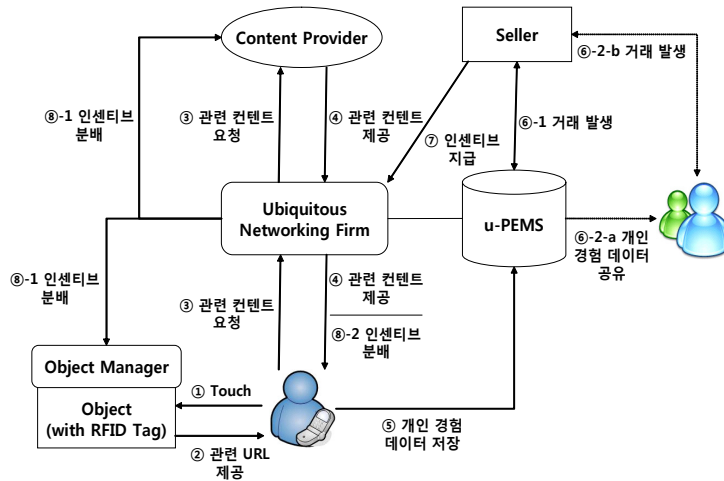 Content Provider
Seller
⑥-2-b 거래 발생
⑧-1 인센티브
분배
③ 관련 컨텐트
요청
④ 관련 컨텐트
제공
⑦ 인센티브
지급
⑥-1 거래 발생
Ubiquitous
Networking Firm
u-PEMS
⑥-2-a 개인
경험 데이터
공유
⑧-1 인센티브
분배
③ 관련 컨텐트
요청
④ 관련 컨텐트
제공
⑧-2 인센티브
분배
Object Manager
Object
(with RFID Tag)
① Touch
② 관련 URL
제공
⑤ 개인 경험
데이터 저장